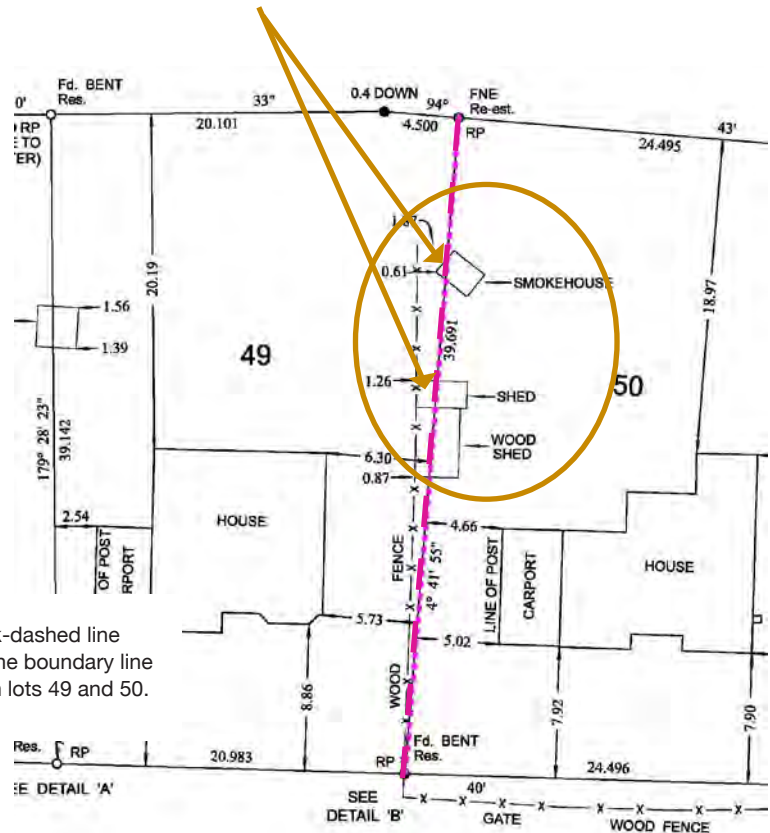 Fd. BENT
Res.
0.4 DOWN
94°
FNE
Re-est.
0'
33"
20.101
4.500
RP
24.495
43'
RP
E TO
TER)
1.87
0.61
SMOKEHOUSE
20.19
18.97
1.56
1.39
49
39.691
50
1.26
SHED
WOOD
SHED
179° 28' 23"
39.142
6.30
0.87
2.54
HOUSE
4.66
HOUSE
OF POST
RPORT
FENCE
4° 41' 55"
LINE OF POST
CARPORT
5.73
5.02
-dashed line
ne boundary line
lots 49 and 50.
8.86
WOOD
7.92
7.90
Res.
RP
20.983
RP
Fd. BENT
Res.
24.496
EE DETAIL 'A'
SEE
DETAIL 'B'
40'
GATE
WOOD FENCE